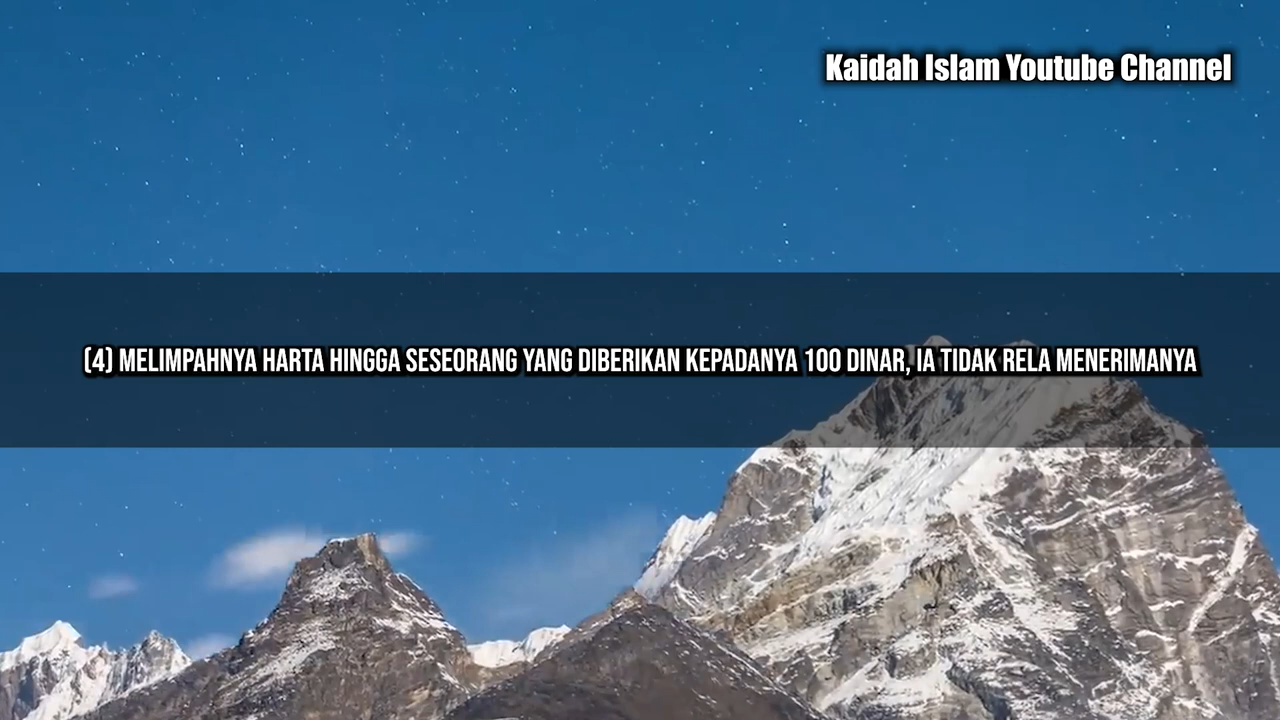 Kaidah Islam Youtube Channel
(4) MELIMPAHNYA HARTA HINGGA SESEORANG YANG DIBERIKAN KEPADANYA 100 DINAR, IA TIDAK RELA MENERIMANYA